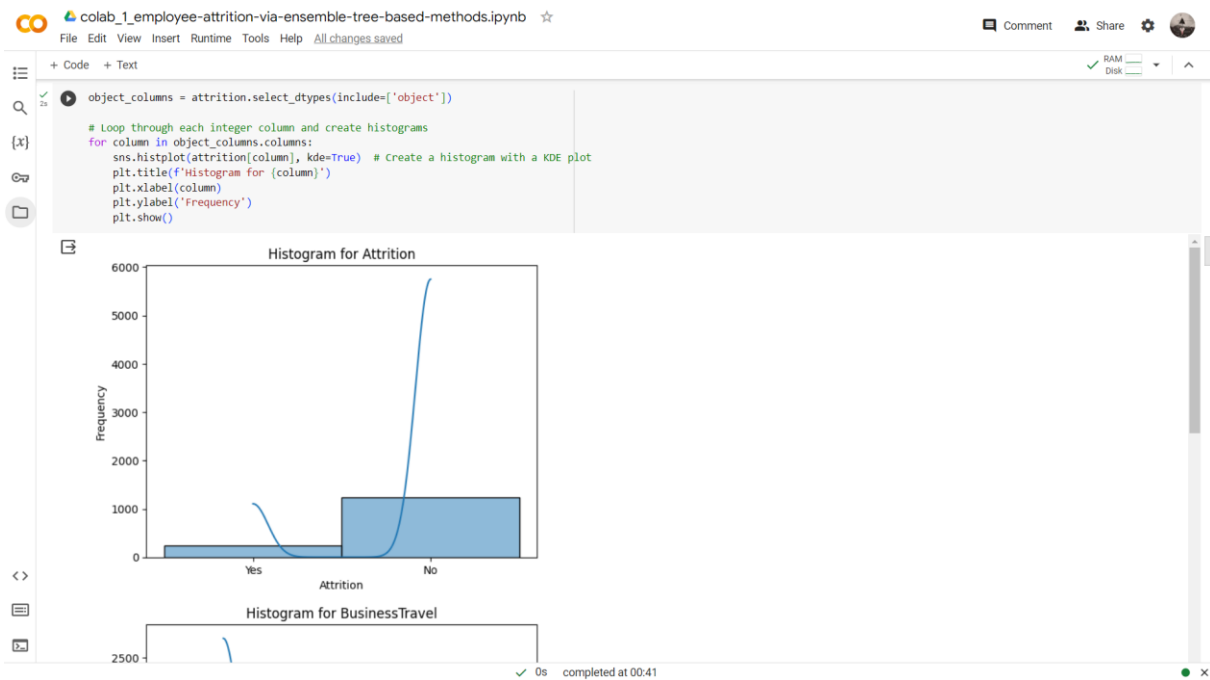 colab_1_employee-attrition-via-ensemble-tree-based-methods.ipynb
Comment
Share
File Edit View Insert Runtime Tools Help All changes saved
+ Code + Text
RAM
Disk
2s
object_columns = attrition.select_dtypes(include=['object'])
# Loop through each integer column and create histograms
for column in object_columns.columns:
sns.histplot(attrition[column], kde=True) # Create a histogram with a KDE plot
plt.title(f'Histogram for {column}')
plt.xlabel(column)
plt.ylabel('Frequency')
plt.show()
{x}
Histogram for Attrition
6000
5000
4000
3000
2000
1000
0
Frequency
Yes No
Attrition
Histogram for BusinessTravel
2500
0s completed at 00:41